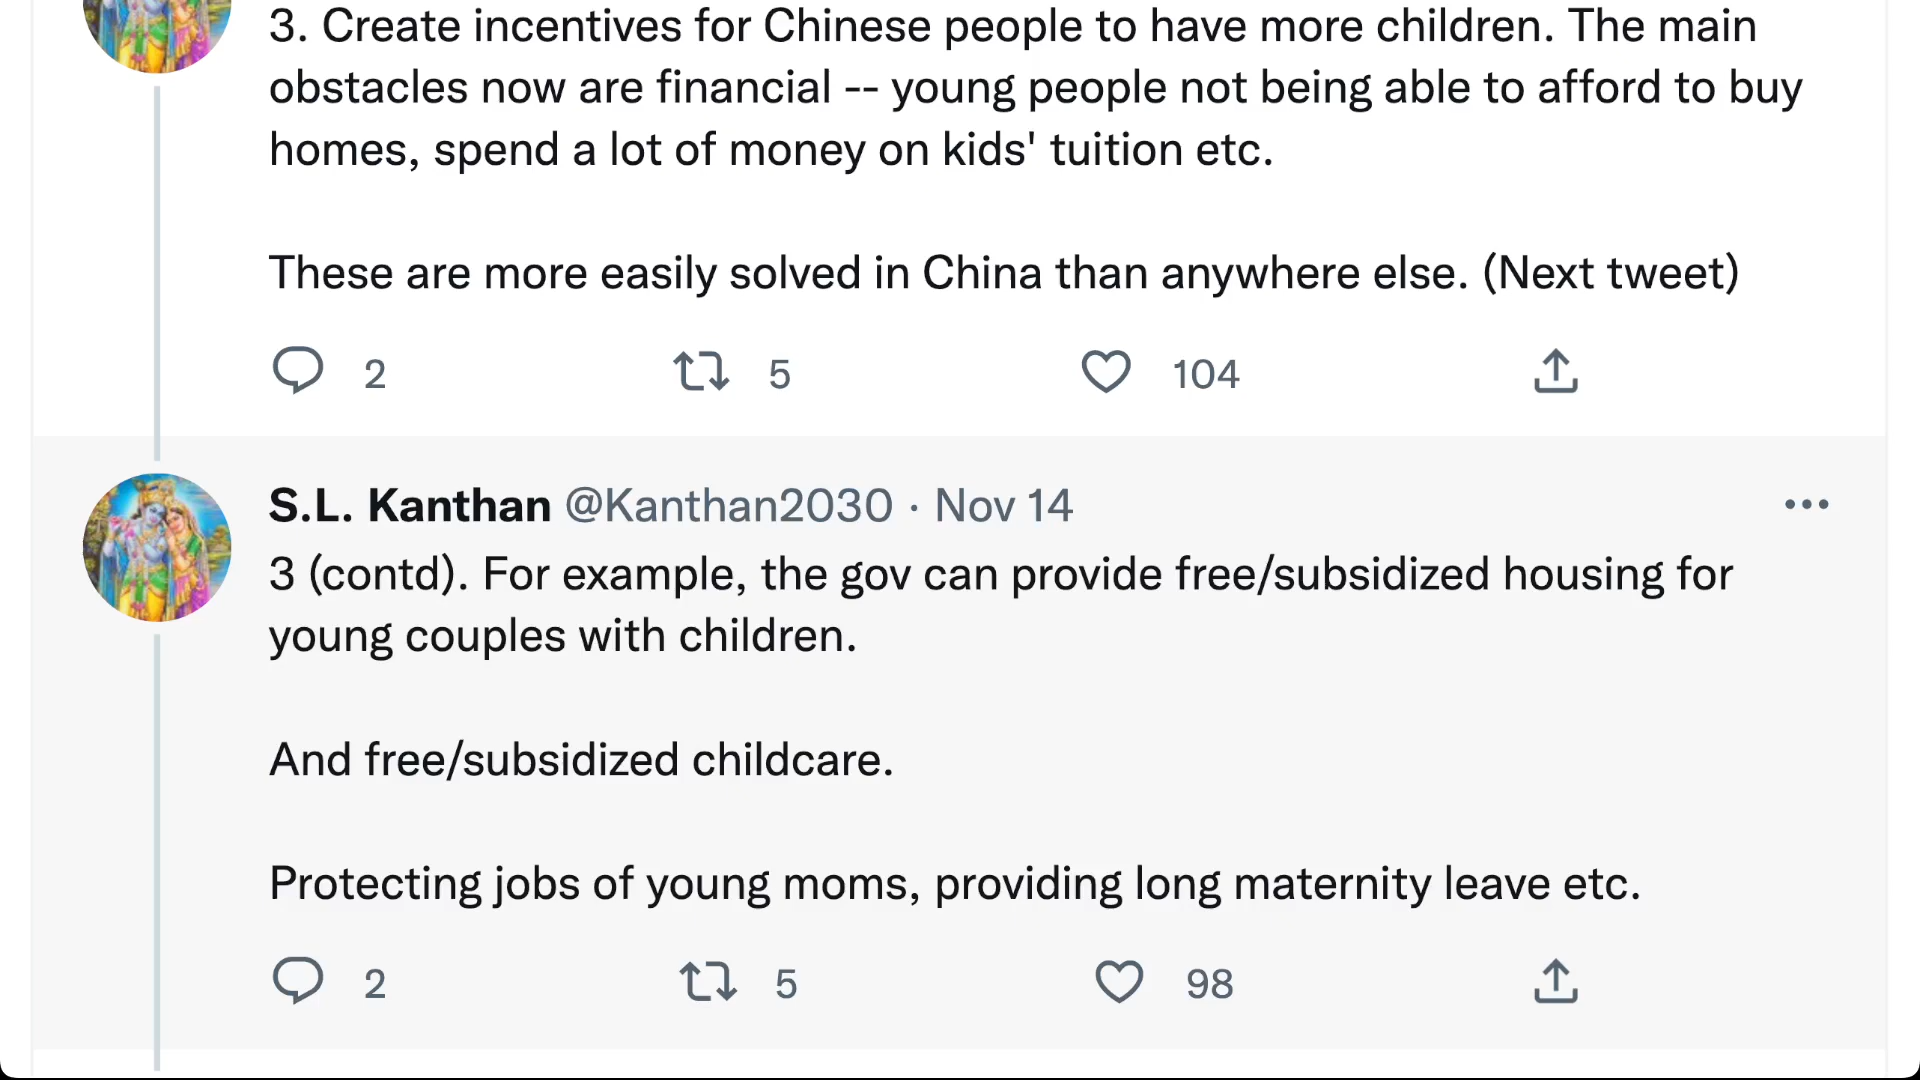 3. Create incentives for Chinese people to have more children. The main
obstacles now are financial -- young people not being able to afford to buy
homes, spend a lot of money on kids' tuition etc.
These are more easily solved in China than anywhere else. (Next tweet)
2 5 104
S.L. Kanthan @Kanthan2030 · Nov 14
3 (contd). For example, the gov can provide free/subsidized housing for
young couples with children.
And free/subsidized childcare.
Protecting jobs of young moms, providing long maternity leave etc.
2 5 98